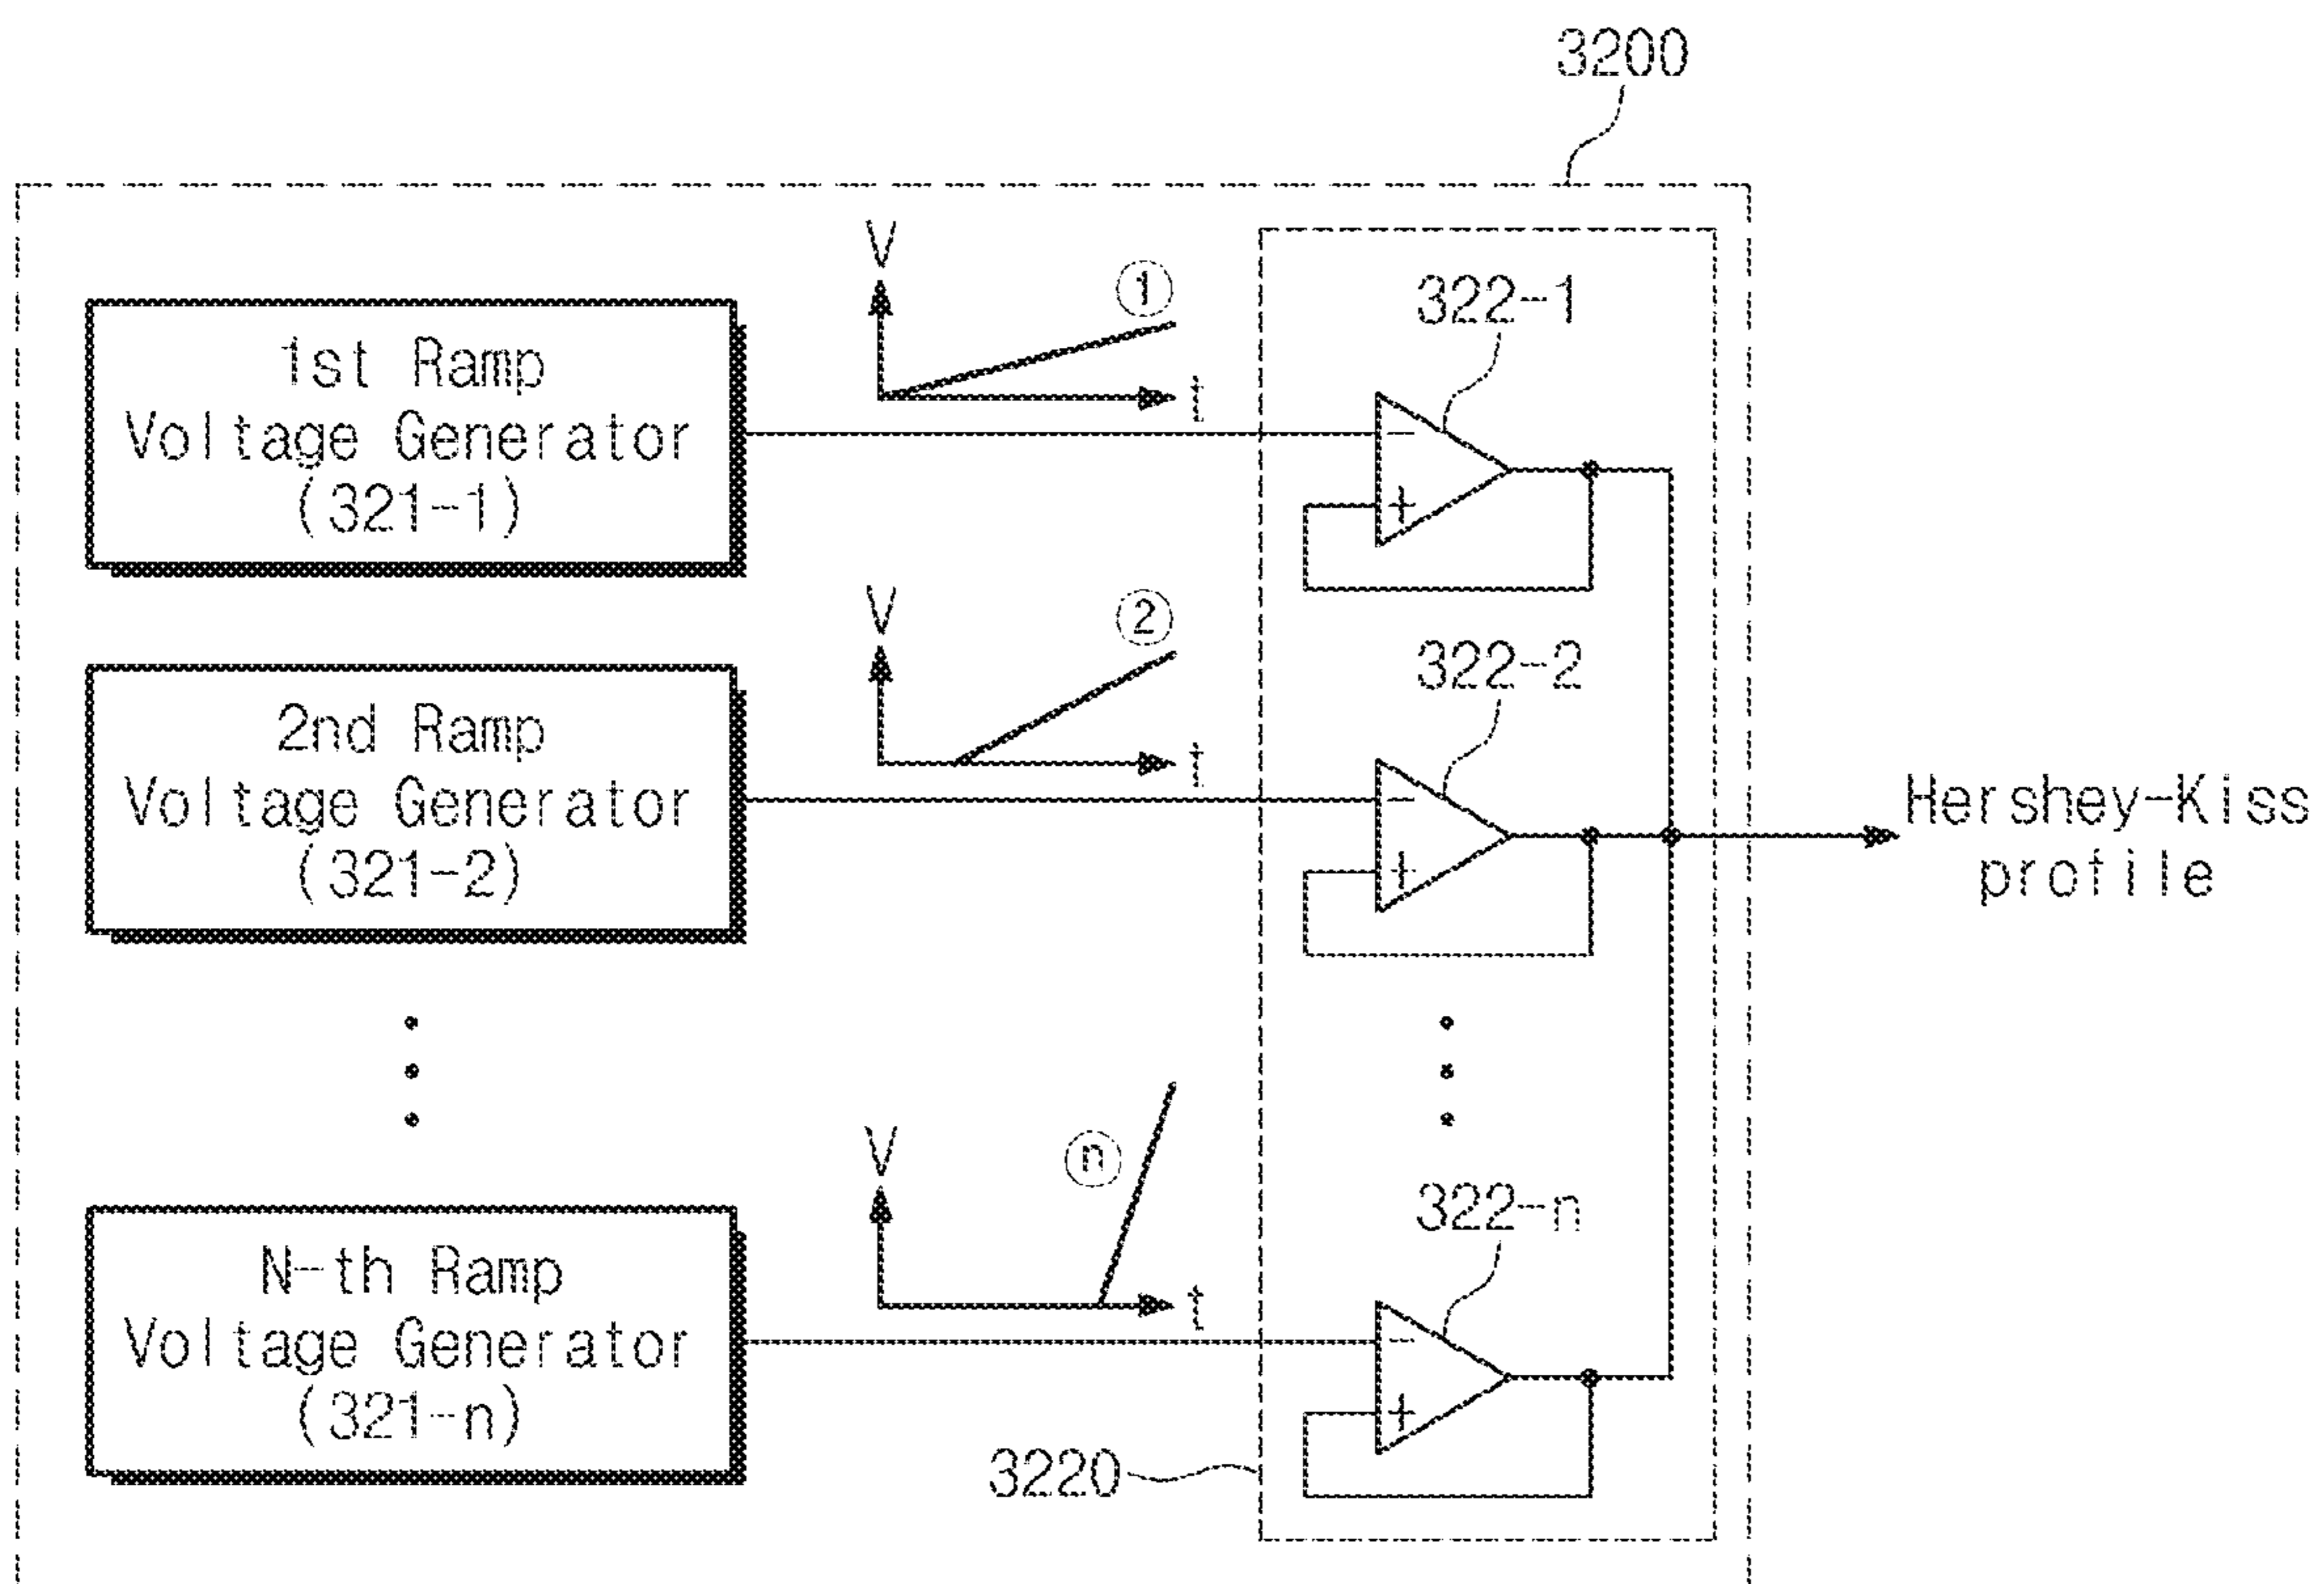 3200
V
①
t
1st Ramp
Voltage Generator
(321-1)
322-1
-
+
V
②
t
2nd Ramp
Voltage Generator
(321-2)
322-2
-
+
Hershey-Kiss
profile
V
ⓝ
t
N-th Ramp
Voltage Generator
(321-n)
322-n
-
+
3220